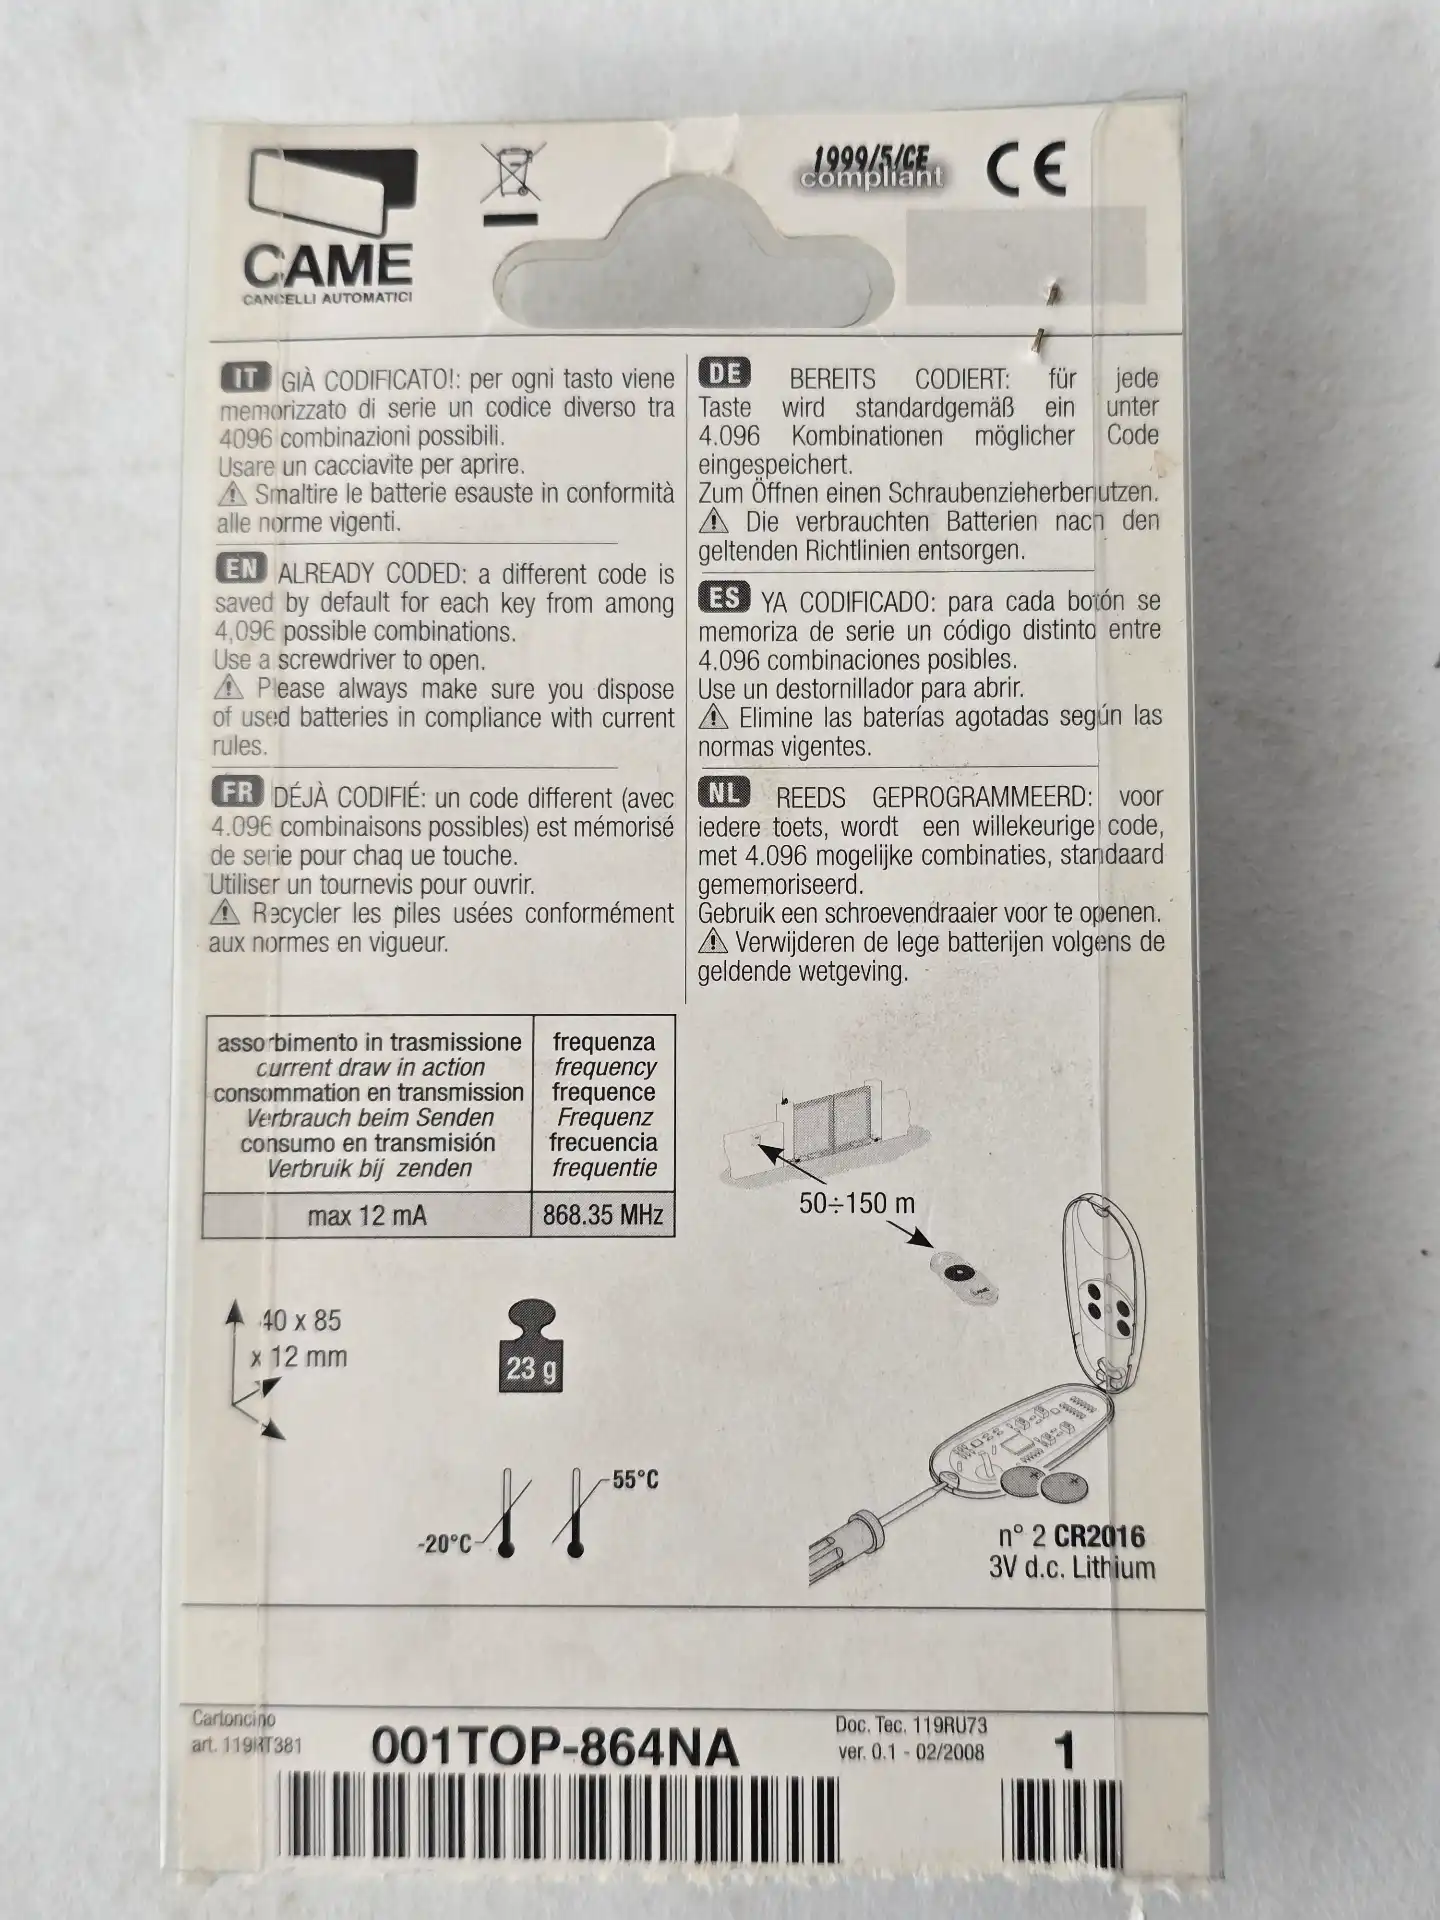 CAME
CANCELLI AUTOMATICI
1999/5/CE
compliant
CE
IT GIÀ CODIFICATO!: per ogni tasto viene
memorizzato di serie un codice diverso tra
4096 combinazioni possibili.
Usare un cacciavite per aprire.
⚠ Smaltire le batterie esauste in conformità
alle norme vigenti.
EN ALREADY CODED: a different code is
saved by default for each key from among
4,096 possible combinations.
Use a screwdriver to open.
⚠ Please always make sure you dispose
of used batteries in compliance with current
rules.
FR DÉJÀ CODIFIÉ: un code different (avec
4.096 combinaisons possibles) est mémorisé
de serie pour chaq ue touche.
Utiliser un tournevis pour ouvrir.
⚠ Recycler les piles usées conformément
aux normes en vigueur.
DE BEREITS CODIERT: für jede
Taste wird standardgemäß ein unter
4.096 Kombinationen möglicher Code
eingespeichert.
Zum Öffnen einen Schraubenzieherbenutzen.
⚠ Die verbrauchten Batterien nach den
geltenden Richtlinien entsorgen.
ES YA CODIFICADO: para cada botón se
memoriza de serie un código distinto entre
4.096 combinaciones posibles.
Use un destornillador para abrir.
⚠ Elimine las baterías agotadas según las
normas vigentes.
NL REEDS GEPROGRAMMEERD: voor
iedere toets, wordt een willekeurige code,
met 4.096 mogelijke combinaties, standaard
gememoriseerd.
Gebruik een schroevendraaier voor te openen.
⚠ Verwijderen de lege batterijen volgens de
geldende wetgeving.
assorbimento in trasmissione
current draw in action
consommation en transmission
Verbrauch beim Senden
consumo en transmisión
Verbruik bij zenden
frequenza
frequency
frequence
Frequenz
frecuencia
frequentie
max 12 mA
868.35 MHz
50÷150 m
40 x 85
x 12 mm
23 g
-20°C
55°C
n° 2 CR2016
3V d.c. Lithium
Cartoncino
art. 119RT381
001TOP-864NA
Doc. Tec. 119RU73
ver. 0.1 - 02/2008
1